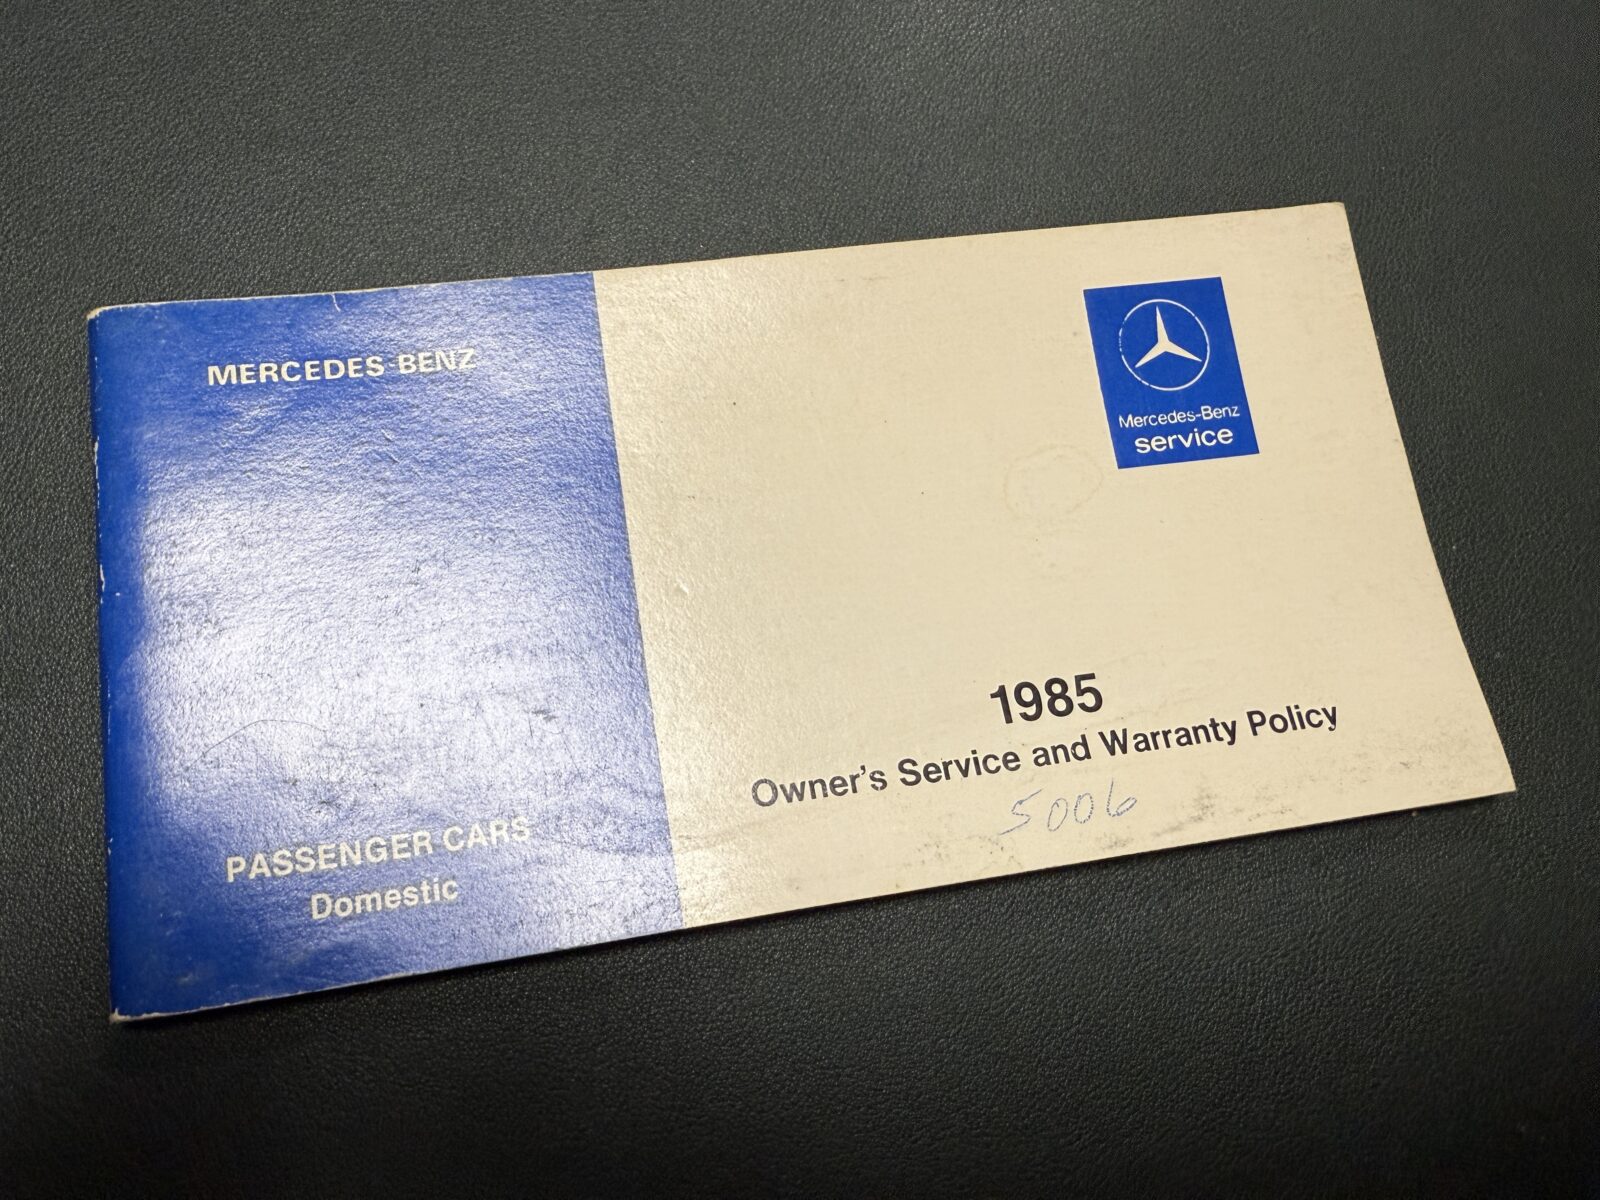 MERCEDES-BENZ
PASSENGER CARS
Domestic
Mercedes-Benz
service
1985
Owner's Service and Warranty Policy
5006